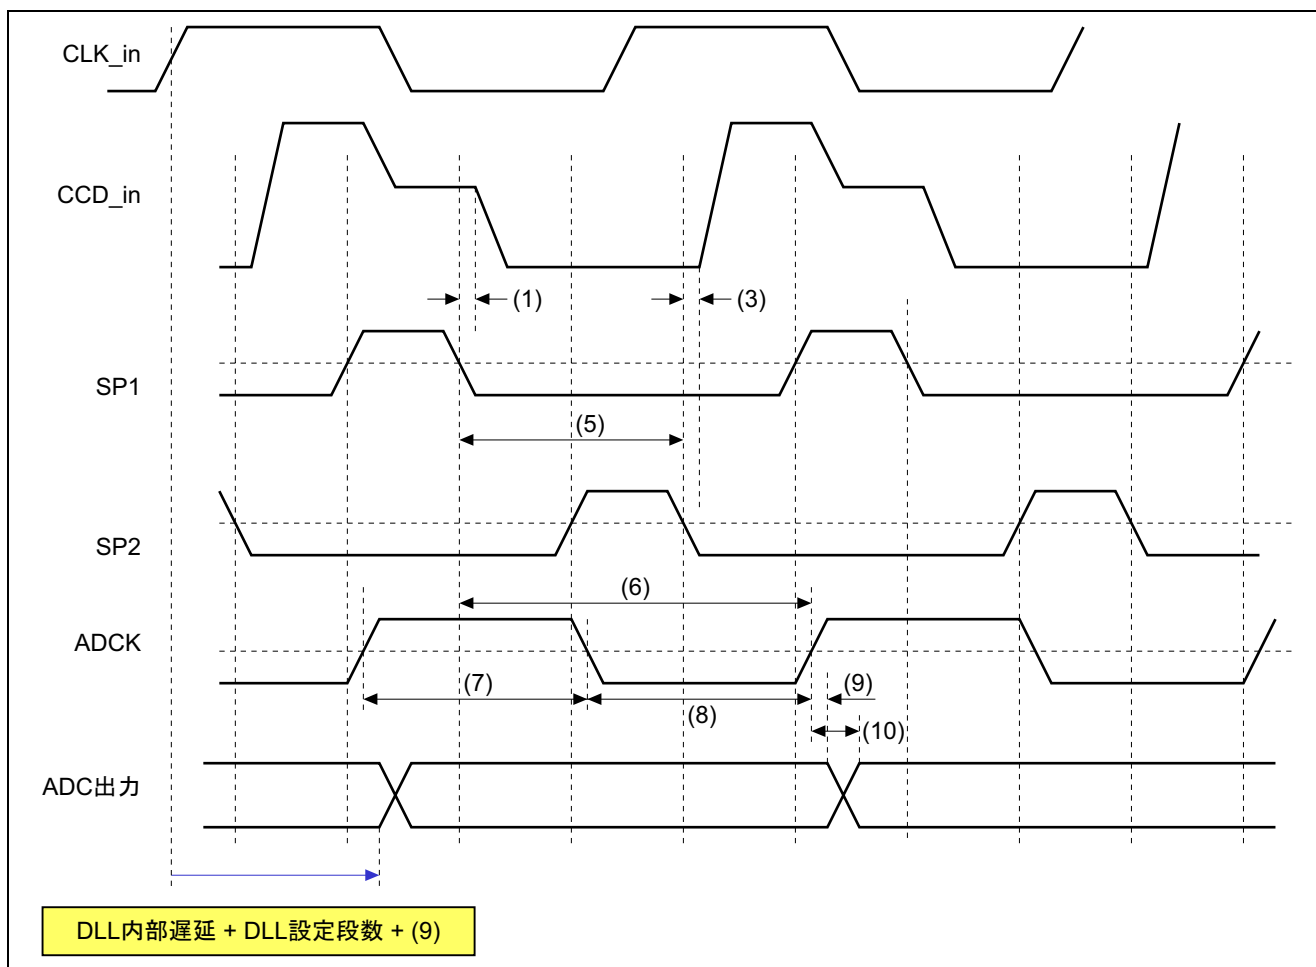 CLK_in
CCD_in
(1)
(3)
SP1
(5)
SP2
(6)
ADCK
(7)
(9)
(8)
(10)
ADC出力
DLL内部遅延 + DLL設定段数 + (9)